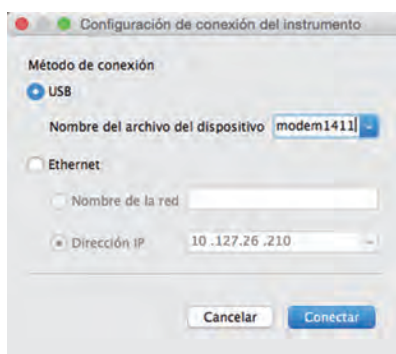 Configuración de conexión del instrumento
Método de conexión
USB
Nombre del archivo del dispositivo modem1411
Ethernet
Nombre de la red
Dirección IP 10 .127.26 .210
Cancelar Conectar